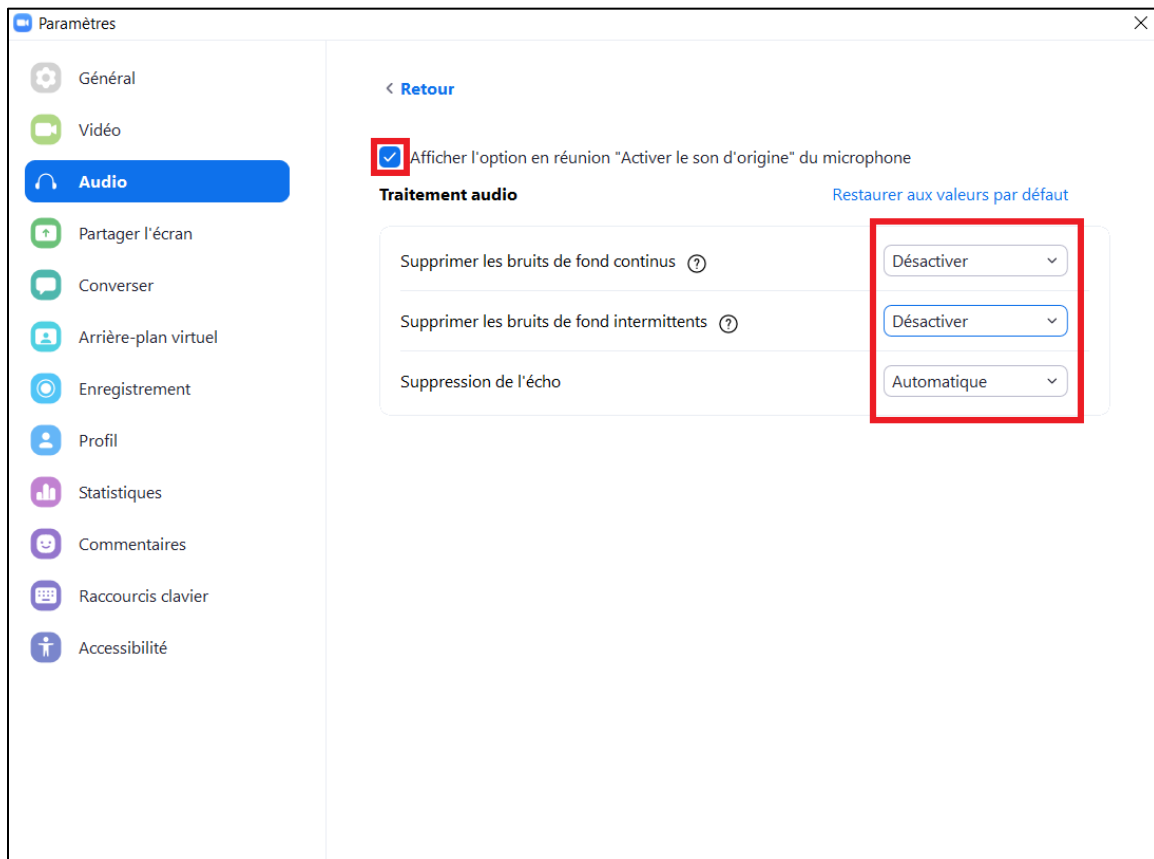 Paramètres
Général
Vidéo
Audio
Partager l'écran
Converser
Arrière-plan virtuel
Enregistrement
Profil
Statistiques
Commentaires
Raccourcis clavier
Accessibilité
Retour
Afficher l'option en réunion "Activer le son d'origine" du microphone
Traitement audio Restaurer aux valeurs par défaut
Supprimer les bruits de fond continus ? Désactiver
Supprimer les bruits de fond intermittents ? Désactiver
Suppression de l'écho Automatique